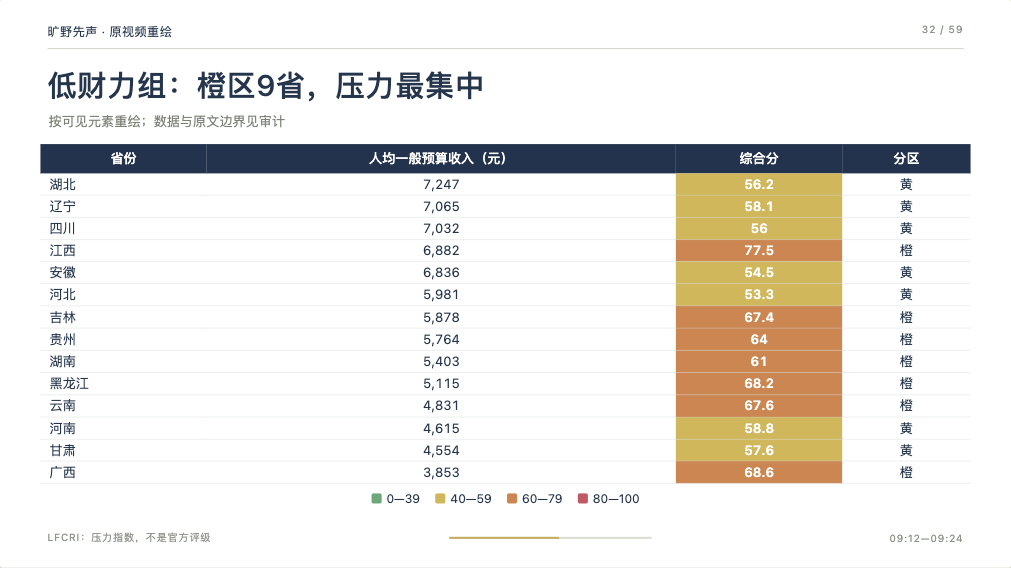 旷野先声 · 原视频重绘
32 / 59
低财力组：橙区9省，压力最集中
按可见元素重绘；数据与原文边界见审计
省份 人均一般预算收入（元） 综合分 分区
湖北 7,247 56.2 黄
辽宁 7,065 58.1 黄
四川 7,032 56 黄
江西 6,882 77.5 橙
安徽 6,836 54.5 黄
河北 5,981 53.3 黄
吉林 5,878 67.4 橙
贵州 5,764 64 橙
湖南 5,403 61 橙
黑龙江 5,115 68.2 橙
云南 4,831 67.6 橙
河南 4,615 58.8 黄
甘肃 4,554 57.6 黄
广西 3,853 68.6 橙
0—39 40—59 60—79 80—100
LFCRI：压力指数，不是官方评级
09:12—09:24